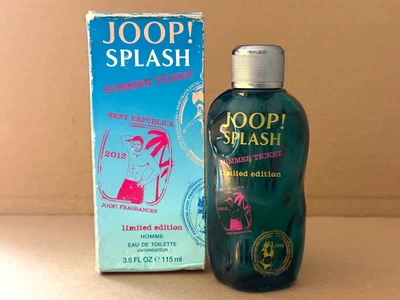 JOOP!
SPLASH
SUMMER TICKET
SEXY REPUBLICA
2012
JOOP! FRAGRANCES
limited edition
HOMME
EAU DE TOILETTE
VAPORISATEUR
3.8 FL OZ ℮ 115 ml
JOOP!
SPLASH
SUMMER TICKET
limited edition